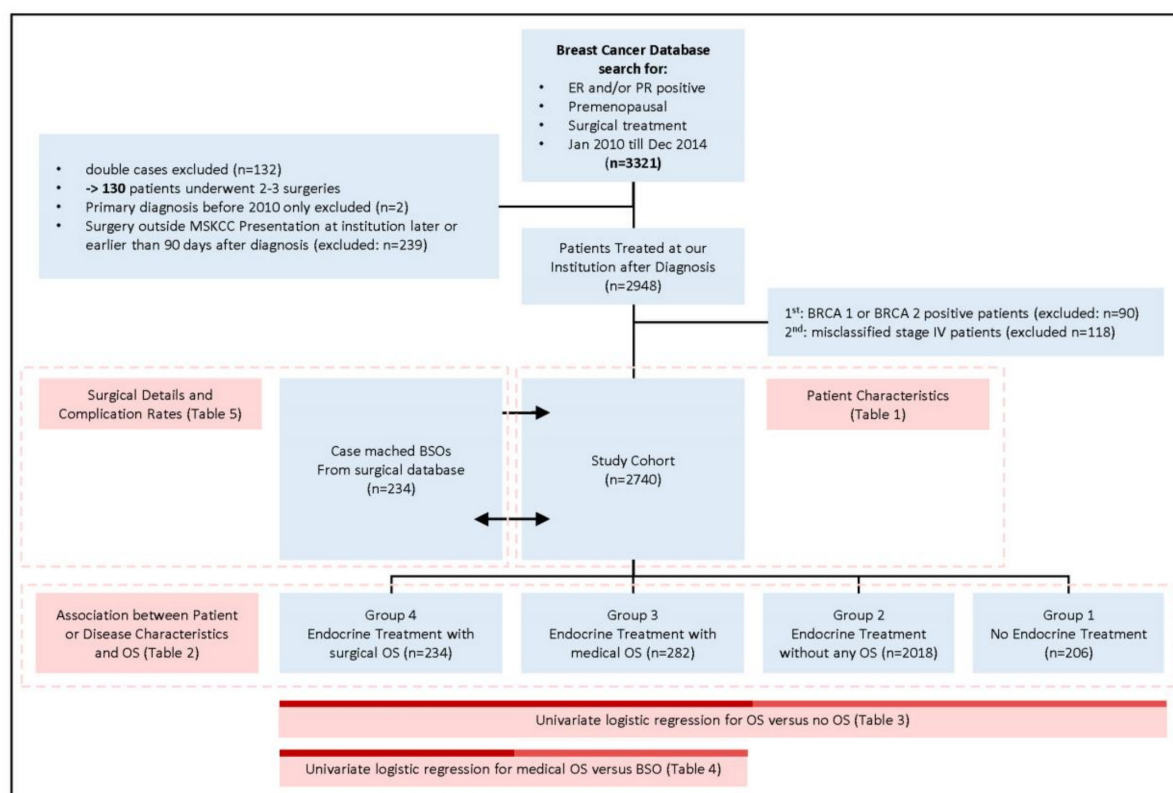 Breast Cancer Database
search for:
• ER and/or PR positive
• Premenopausal
• Surgical treatment
• Jan 2010 till Dec 2014
(n=3321)
• double cases excluded (n=132)
• -> 130 patients underwent 2-3 surgeries
• Primary diagnosis before 2010 only excluded (n=2)
• Surgery outside MSKCC Presentation at institution later or
earlier than 90 days after diagnosis (excluded: n=239)
Patients Treated at our
Institution after Diagnosis
(n=2948)
1st: BRCA 1 or BRCA 2 positive patients (excluded: n=90)
2nd: misclassified stage IV patients (excluded n=118)
Surgical Details and
Complication Rates (Table 5)
Case mached BSOs
From surgical database
(n=234)
Study Cohort
(n=2740)
Patient Characteristics
(Table 1)
Association between Patient
or Disease Characteristics
and OS (Table 2)
Group 4
Endocrine Treatment with
surgical OS (n=234)
Group 3
Endocrine Treatment with
medical OS (n=282)
Group 2
Endocrine Treatment
without any OS (n=2018)
Group 1
No Endocrine Treatment
(n=206)
Univariate logistic regression for OS versus no OS (Table 3)
Univariate logistic regression for medical OS versus BSO (Table 4)